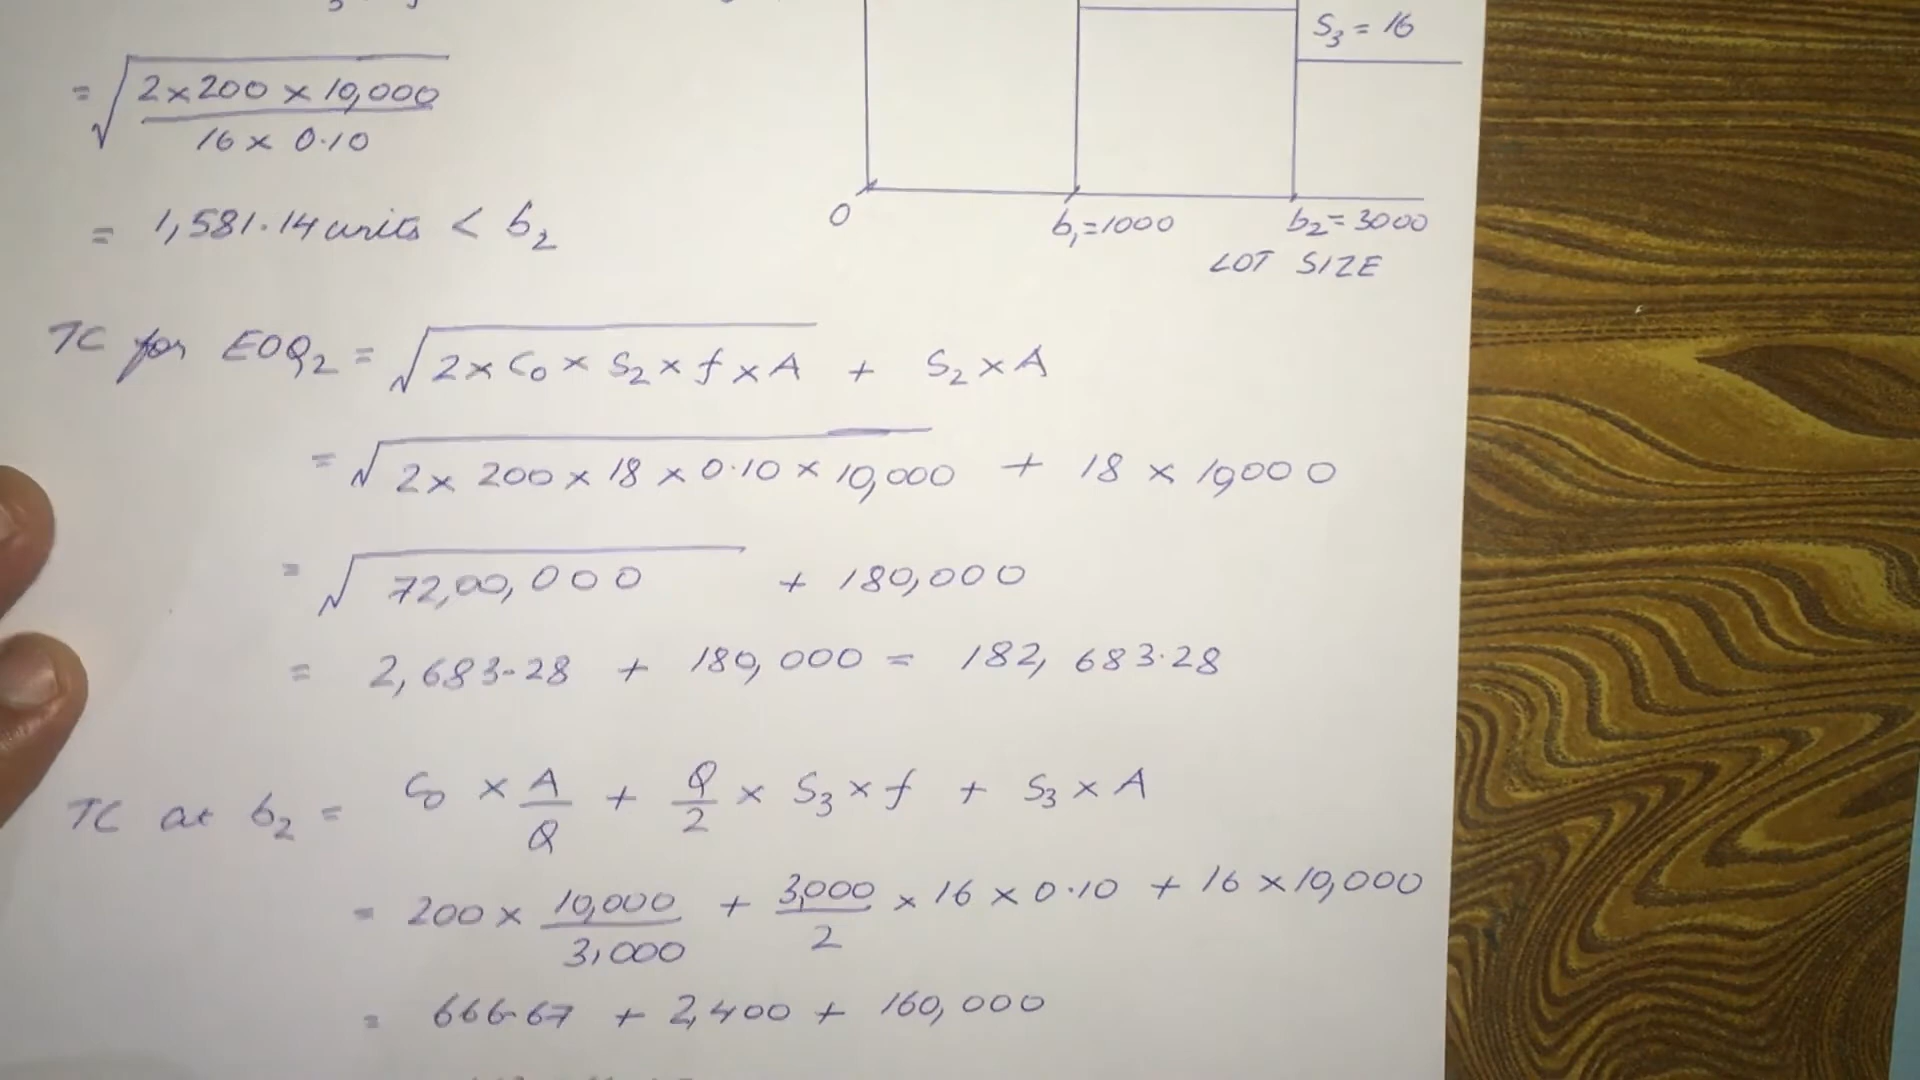 S₃ = 16
= √(2 x 200 x 10,000 / 16 x 0.10)
= 1,581.14 units < b₂
0 b₁=1000 b₂=3000
LOT SIZE
TC for EOQ₂ = √(2 x C₀ x S₂ x f x A) + S₂ x A
= √(2 x 200 x 18 x 0.10 x 10,000) + 18 x 10,000
= √(72,00,000) + 180,000
= 2,683.28 + 180,000 = 182,683.28
TC at b₂ = C₀ x A/Q + Q/2 x S₃ x f + S₃ x A
= 200 x 10,000/3,000 + 3,000/2 x 16 x 0.10 + 16 x 10,000
= 666.67 + 2,400 + 160,000